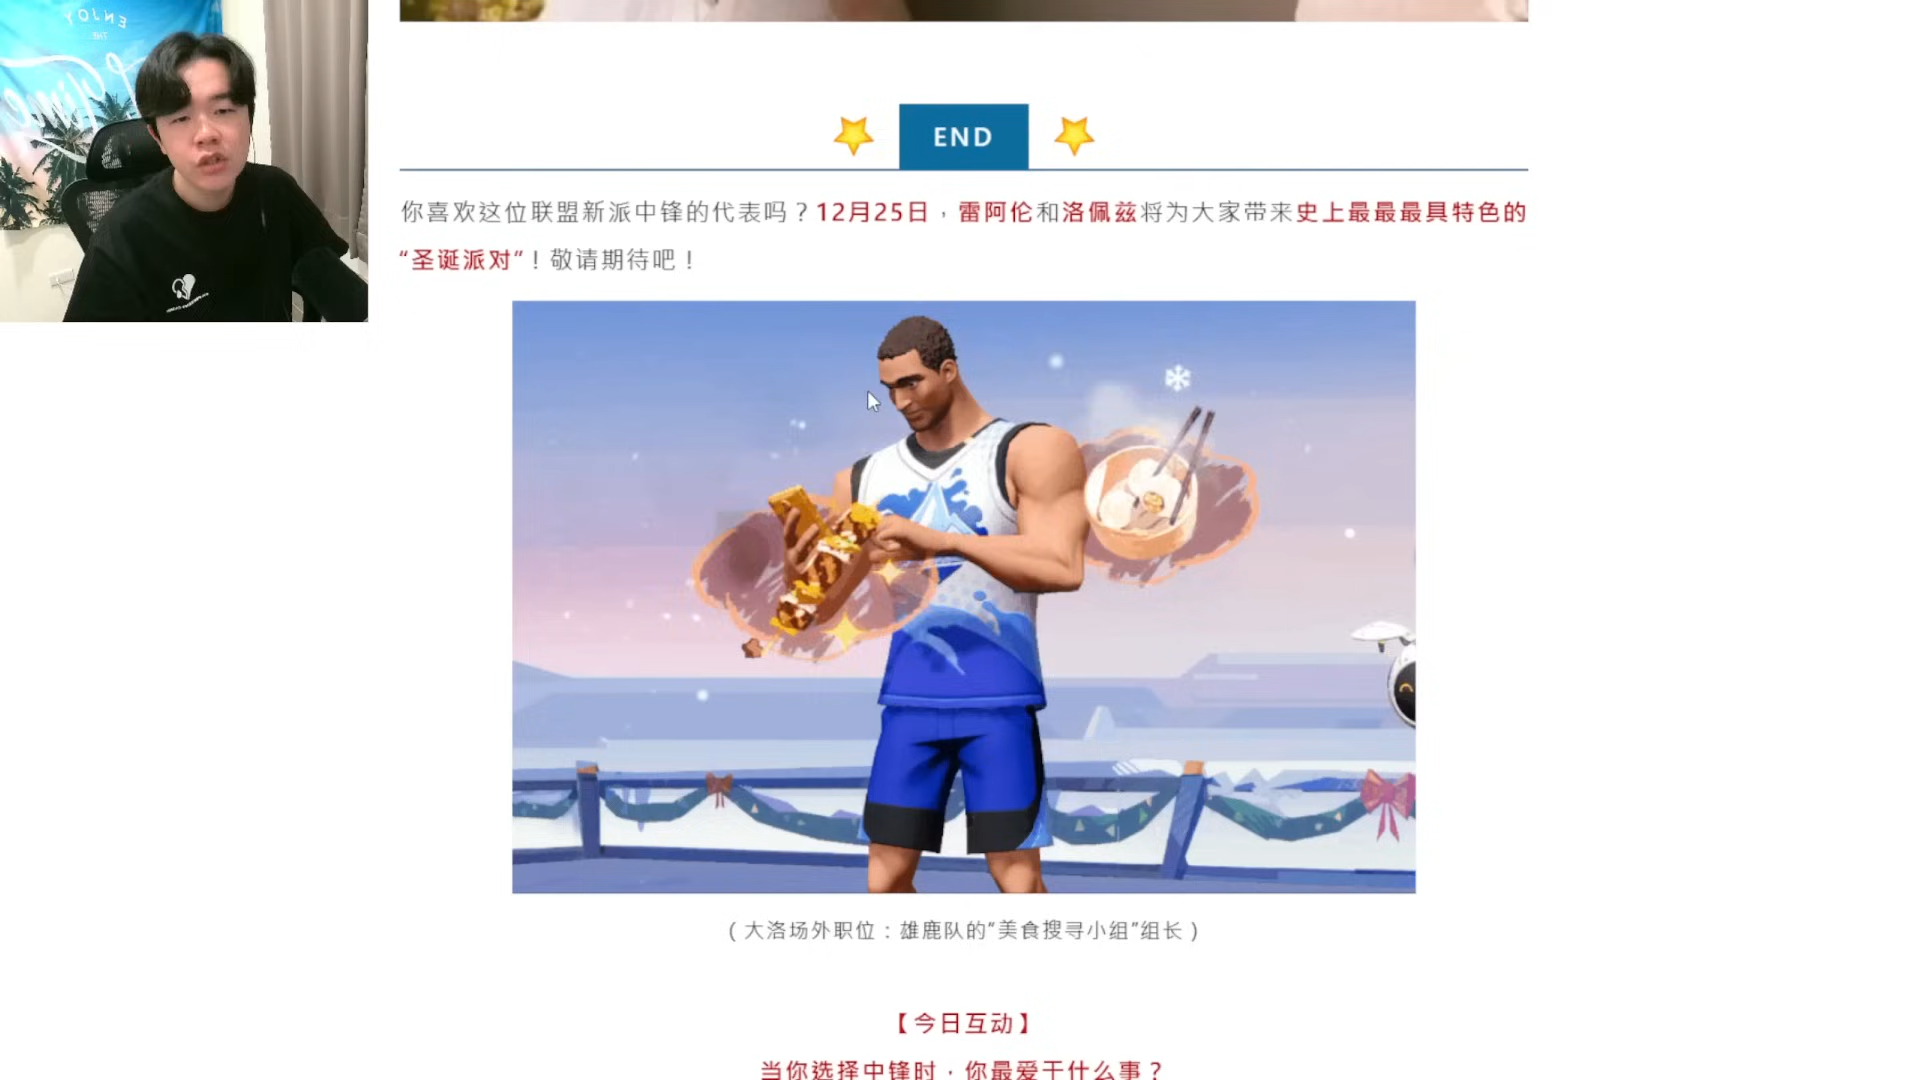 ENJOY
THE
Time
END
你喜欢这位联盟新派中锋的代表吗？12月25日，雷阿伦和洛佩兹将为大家带来史上最最最具特色的
“圣诞派对”！敬请期待吧！
(大洛场外职位：雄鹿队的“美食搜寻小组”组长)
【今日互动】
当你选择中锋时，你最爱干什么事？